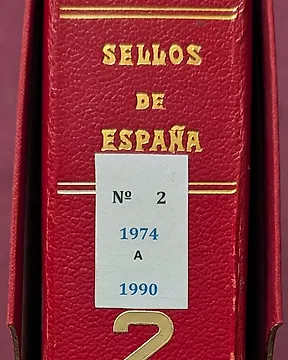 SELLOS
DE
ESPAÑA
Nº 2
1974
A
1990
2